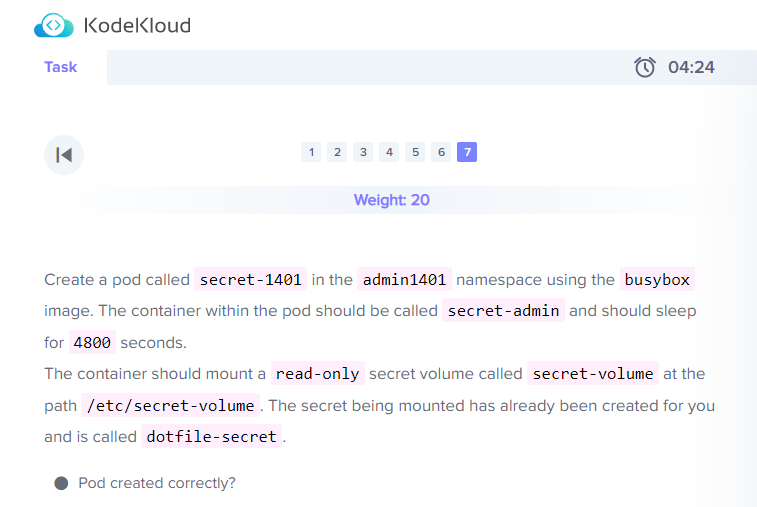 KodeKloud
Task
04:24
1 2 3 4 5 6 7
Weight: 20
Create a pod called secret-1401 in the admin1401 namespace using the busybox
image. The container within the pod should be called secret-admin and should sleep
for 4800 seconds.
The container should mount a read-only secret volume called secret-volume at the
path /etc/secret-volume. The secret being mounted has already been created for you
and is called dotfile-secret.
Pod created correctly?